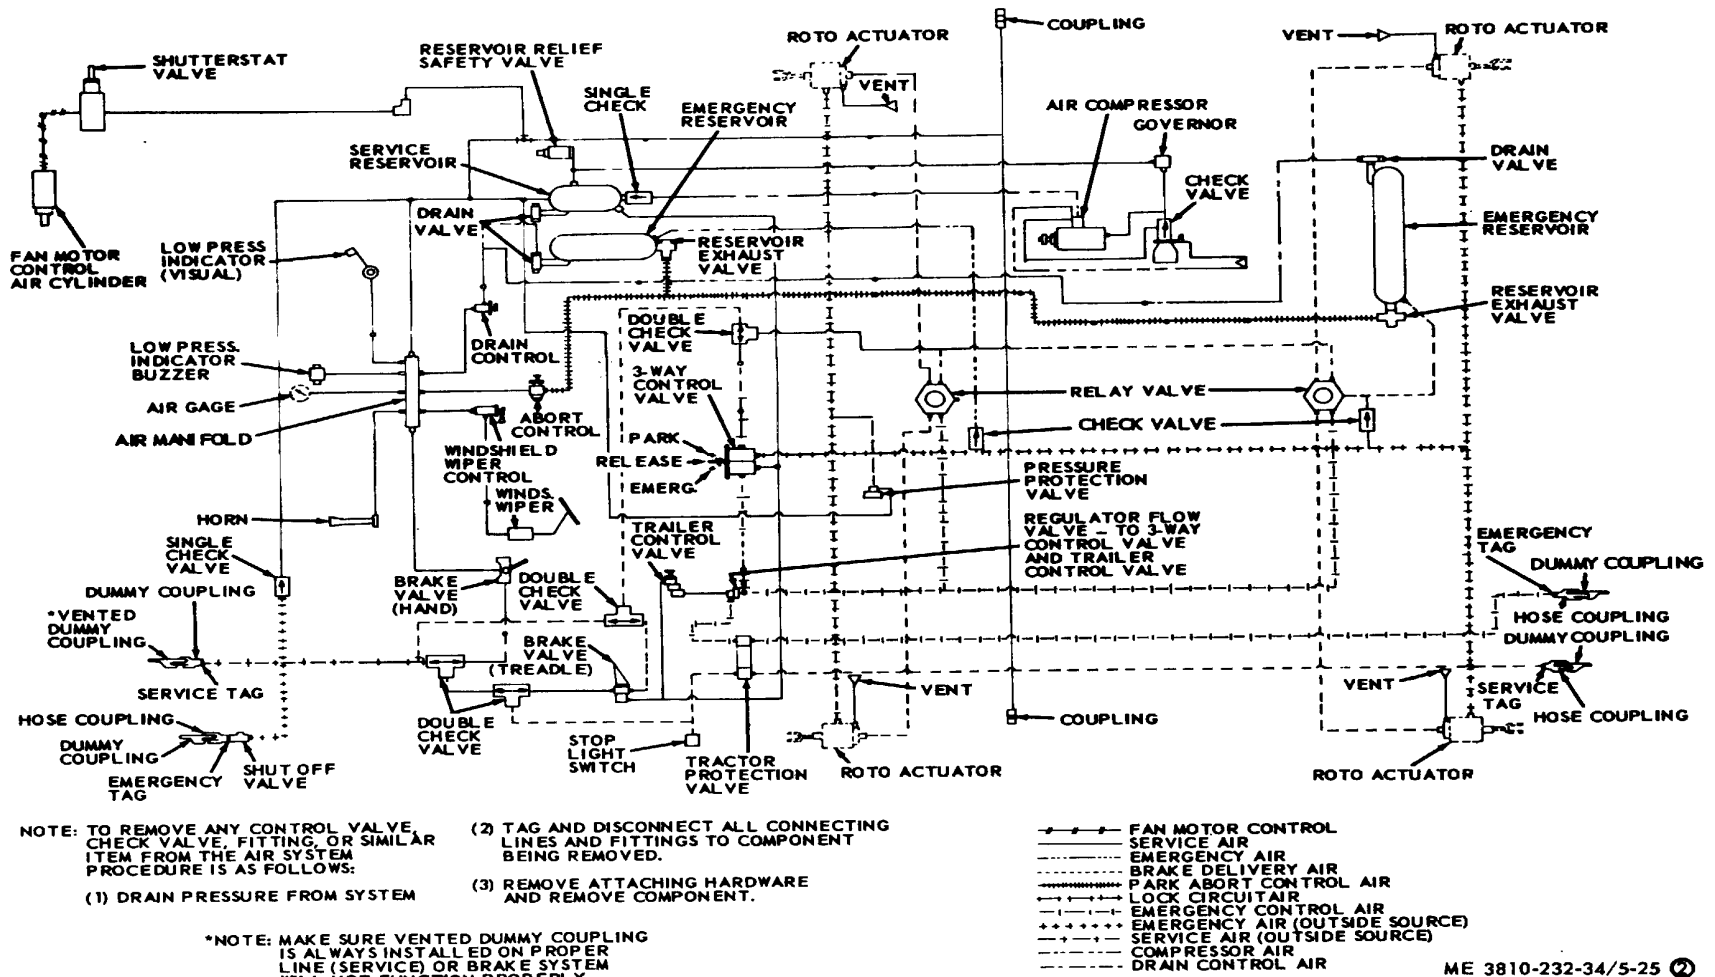 COUPLING
ROTO ACTUATOR
VENT
ROTO ACTUATOR
SHUTTERSTAT
VALVE
RESERVOIR RELIEF
SAFETY VALVE
SINGLE
CHECK
EMERGENCY
RESERVOIR
VENT
AIR COMPRESSOR
GOVERNOR
SERVICE
RESERVOIR
DRAIN
VALVE
CHECK
VALVE
DRAIN
VALVE
EMERGENCY
RESERVOIR
FAN MOTOR
CONTROL
AIR CYLINDER
LOW PRESS
INDICATOR
(VISUAL)
RESERVOIR
EXHAUST
VALVE
RESERVOIR
EXHAUST
VALVE
DOUBLE
CHECK
VALVE
DRAIN
CONTROL
LOW PRESS.
INDICATOR
BUZZER
3-WAY
CONTROL
VALVE
RELAY VALVE
AIR GAGE
ABORT
CONTROL
CHECK VALVE
AIR MANIFOLD
PARK
WINDSHIELD
WIPER
CONTROL
RELEASE
EMERG.
PRESSURE
PROTECTION
VALVE
WINDS.
WIPER
HORN
TRAILER
CONTROL
VALVE
REGULATOR FLOW
VALVE - TO 3-WAY
CONTROL VALVE
AND TRAILER
CONTROL VALVE
SINGLE
CHECK
VALVE
EMERGENCY
TAG
DUMMY COUPLING
DUMMY COUPLING
BRAKE
VALVE
(HAND)
DOUBLE
CHECK
VALVE
*VENTED
DUMMY
COUPLING
HOSE COUPLING
DUMMY COUPLING
BRAKE
VALVE
(TREADLE)
SERVICE TAG
VENT
VENT
SERVICE
TAG
HOSE COUPLING
HOSE COUPLING
DOUBLE
CHECK
VALVE
COUPLING
DUMMY
COUPLING
STOP
LIGHT
SWITCH
EMERGENCY
TAG
SHUT OFF
VALVE
TRACTOR
PROTECTION
VALVE
ROTO ACTUATOR
ROTO ACTUATOR
NOTE: TO REMOVE ANY CONTROL VALVE,
CHECK VALVE, FITTING, OR SIMILAR
ITEM FROM THE AIR SYSTEM
PROCEDURE IS AS FOLLOWS:
(1) DRAIN PRESSURE FROM SYSTEM
(2) TAG AND DISCONNECT ALL CONNECTING
LINES AND FITTINGS TO COMPONENT
BEING REMOVED.
(3) REMOVE ATTACHING HARDWARE
AND REMOVE COMPONENT.
*NOTE: MAKE SURE VENTED DUMMY COUPLING
IS ALWAYS INSTALLED ON PROPER
LINE (SERVICE) OR BRAKE SYSTEM
FAN MOTOR CONTROL
SERVICE AIR
EMERGENCY AIR
BRAKE DELIVERY AIR
PARK ABORT CONTROL AIR
LOCK CIRCUIT AIR
EMERGENCY CONTROL AIR
EMERGENCY AIR (OUTSIDE SOURCE)
SERVICE AIR (OUTSIDE SOURCE)
COMPRESSOR AIR
DRAIN CONTROL AIR
ME 3810-232-34/5-25 ②